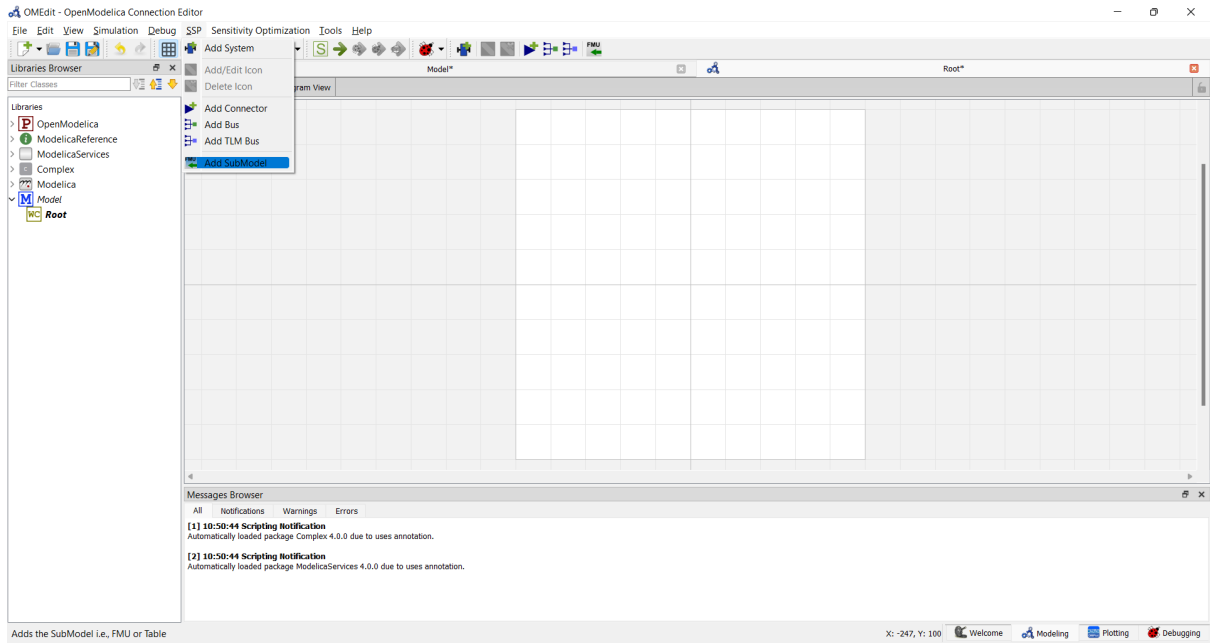 OMEdit - OpenModelica Connection Editor
File Edit View Simulation Debug SSP Sensitivity Optimization Tools Help
S
FMU
Libraries Browser
Filter Classes
Libraries
P OpenModelica
i ModelicaReference
ModelicaServices
C Complex
Modelica
M Model
WC Root
Add System
Add/Edit Icon
Delete Icon
Add Connector
Add Bus
Add TLM Bus
FMU Add SubModel
Model*
Root*
gram View
Messages Browser
All Notifications Warnings Errors
[1] 10:50:44 Scripting Notification
Automatically loaded package Complex 4.0.0 due to uses annotation.
[2] 10:50:44 Scripting Notification
Automatically loaded package ModelicaServices 4.0.0 due to uses annotation.
Adds the SubModel i.e., FMU or Table
X: -247, Y: 100 Welcome Modeling Plotting Debugging